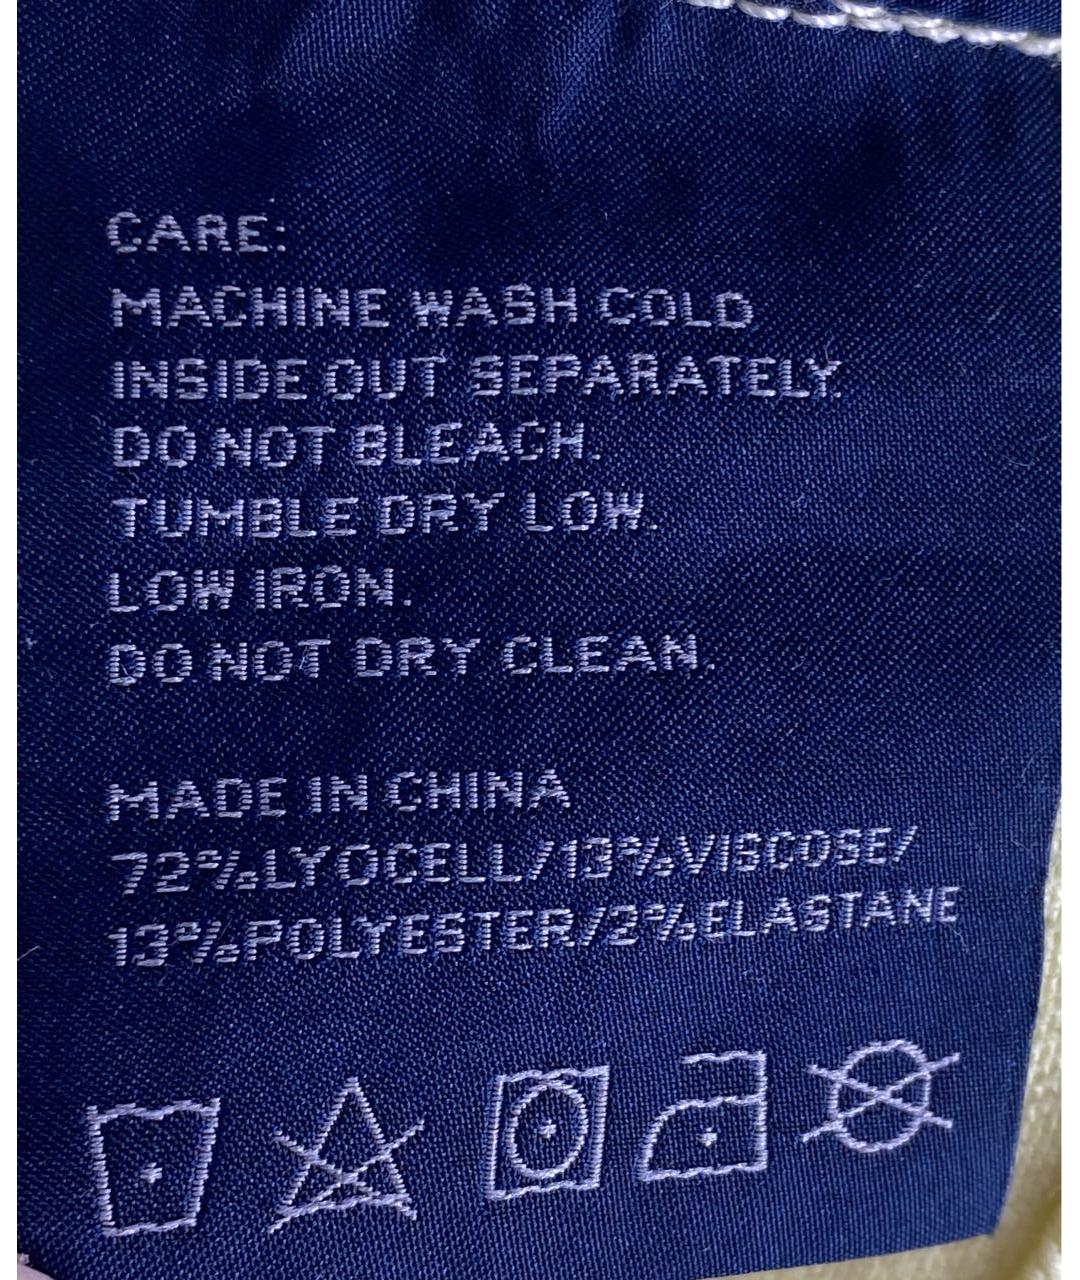 CARE:
MACHINE WASH COLD
INSIDE OUT SEPARATELY.
DO NOT BLEACH.
TUMBLE DRY LOW.
LOW IRON.
DO NOT DRY CLEAN.
MADE IN CHINA
72%LYOCELL/13%VISCOSE/
13%POLYESTER/2%ELASTANE